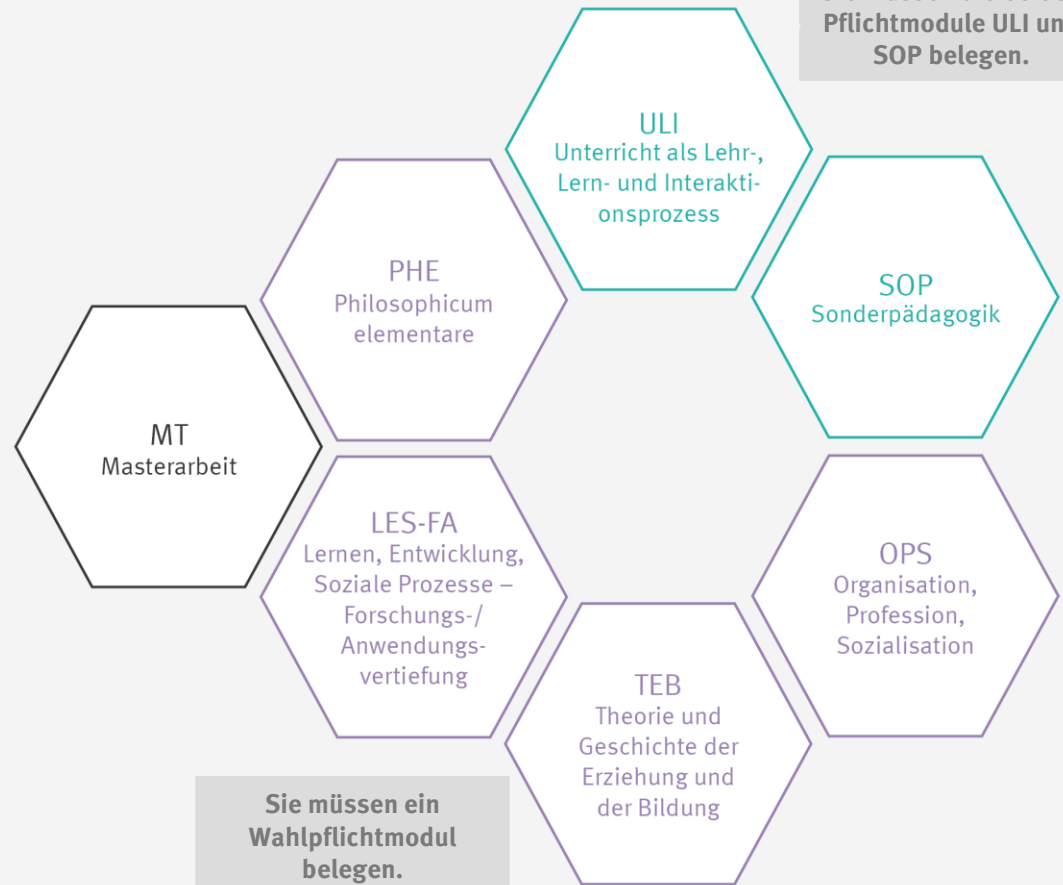 Pflichtmodule ULI un
SOP belegen.
ULI
Unterricht als Lehr-,
Lern- und Interakti-
onsprozess
PHE
Philosophicum
elementare
SOP
Sonderpädagogik
MT
Masterarbeit
LES-FA
Lernen, Entwicklung,
Soziale Prozesse –
Forschungs-/
Anwendungs-
vertiefung
OPS
Organisation,
Profession,
Sozialisation
TEB
Theorie und
Geschichte der
Erziehung und
der Bildung
Sie müssen ein
Wahlpflichtmodul
belegen.